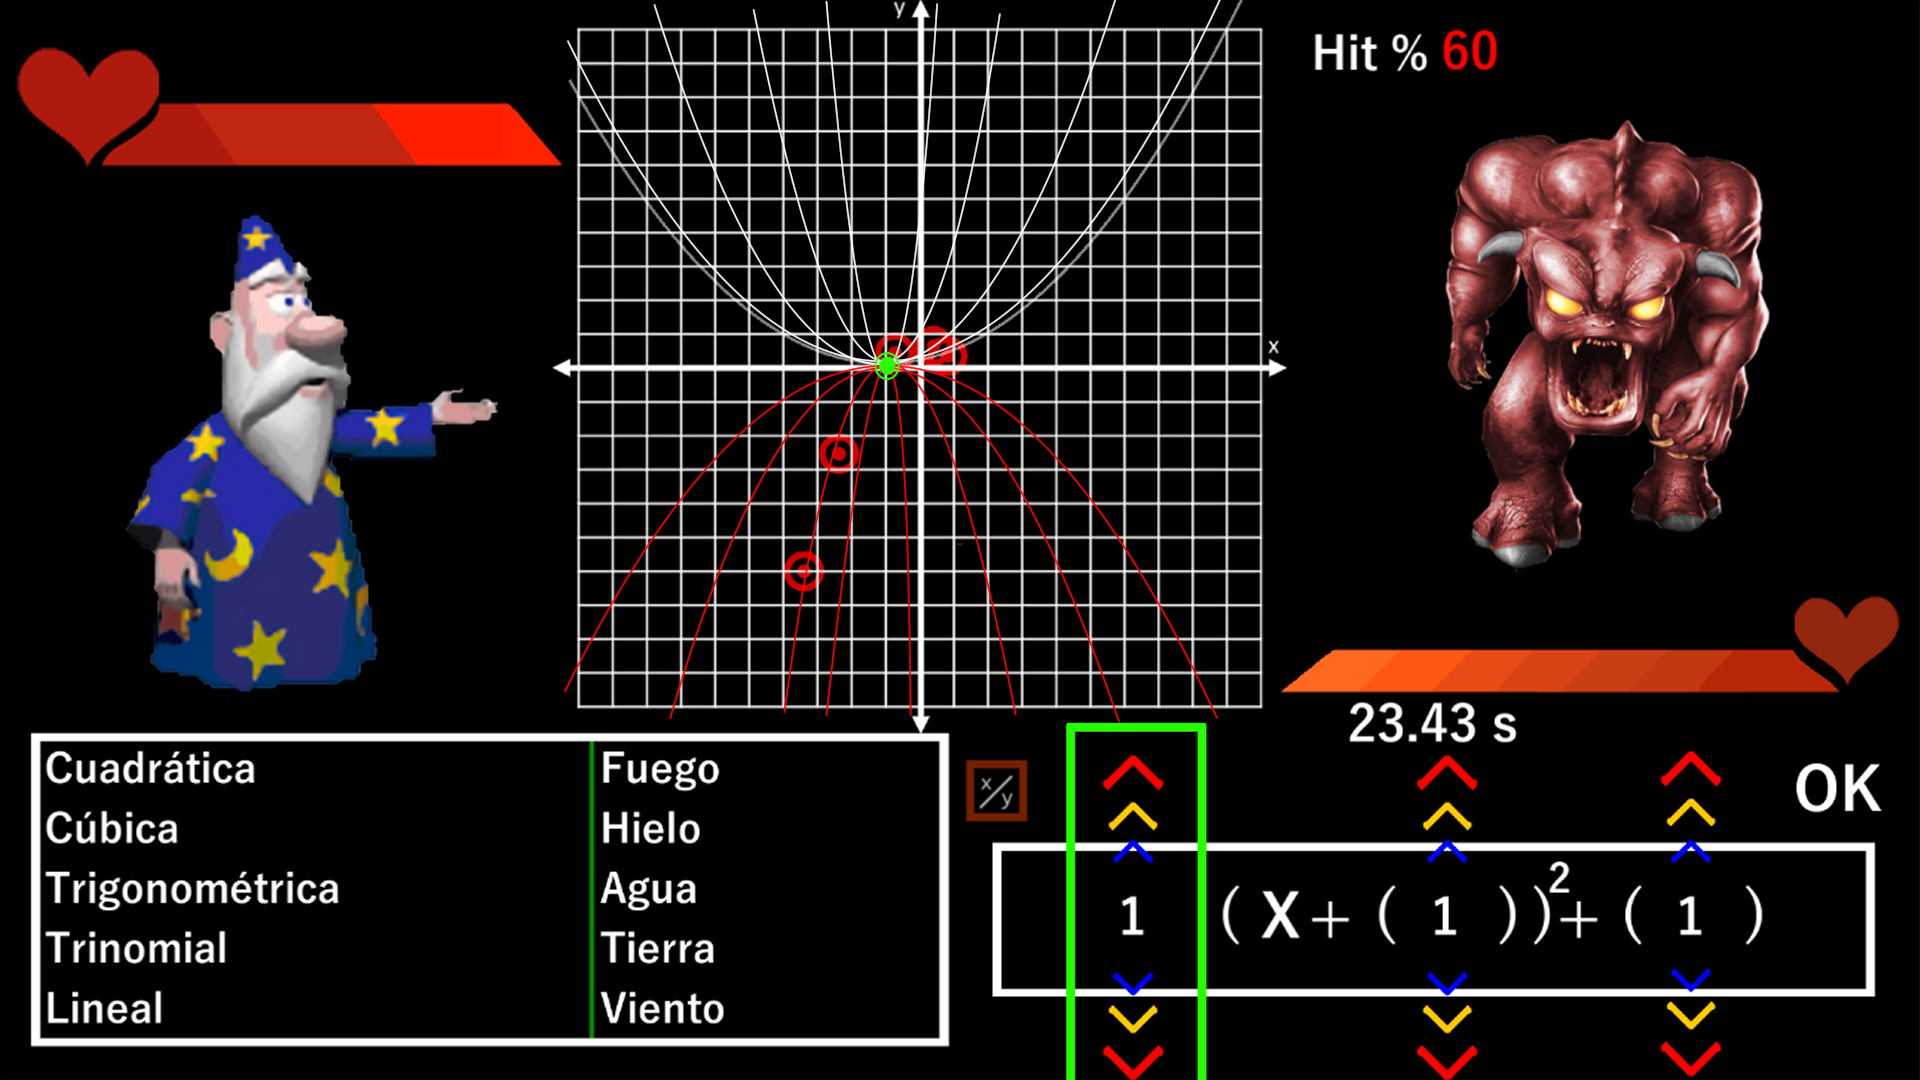 y
Hit % 60
x
23.43 s
Cuadrática Fuego
Cúbica Hielo
Trigonométrica Agua
Trinomial Tierra
Lineal Viento
x/y
OK
1 (X+(1))²+(1)